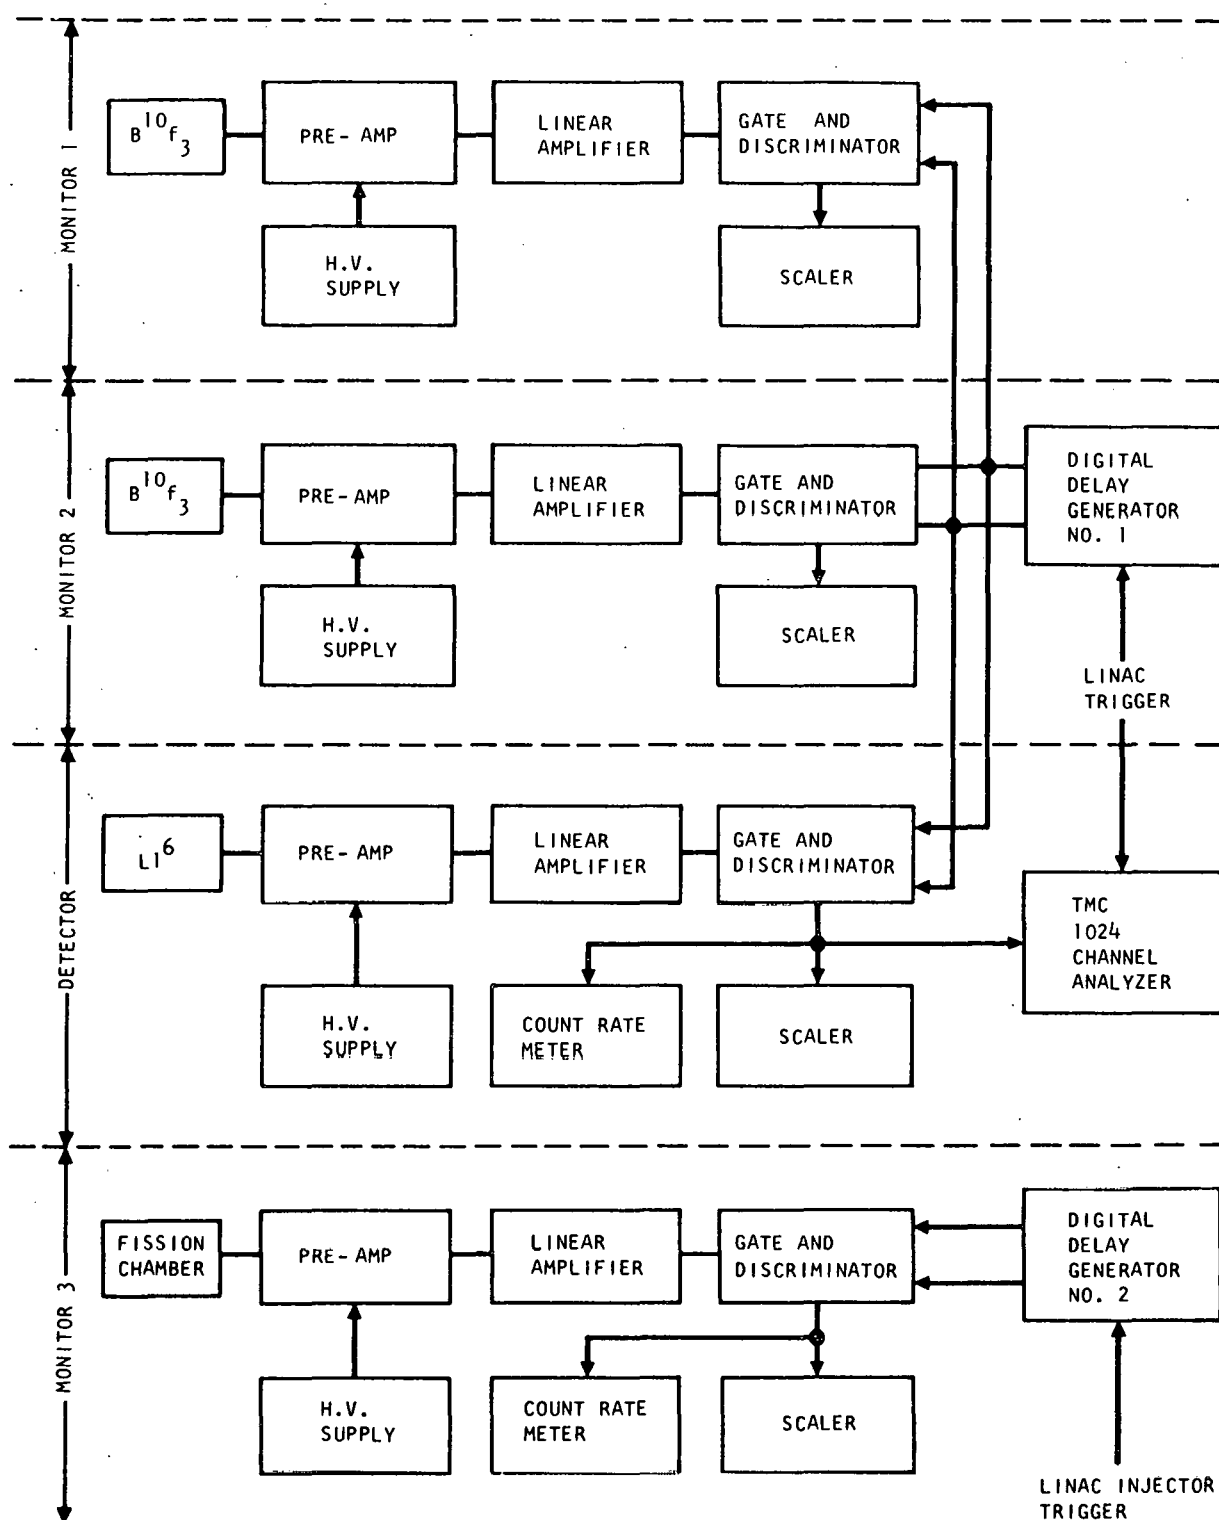 MONITOR 1
B10f3
PRE-AMP
LINEAR
AMPLIFIER
GATE AND
DISCRIMINATOR
H.V.
SUPPLY
SCALER
MONITOR 2
B10f3
PRE-AMP
LINEAR
AMPLIFIER
GATE AND
DISCRIMINATOR
DIGITAL
DELAY
GENERATOR
NO. 1
H.V.
SUPPLY
SCALER
LINAC
TRIGGER
DETECTOR
LI6
PRE-AMP
LINEAR
AMPLIFIER
GATE AND
DISCRIMINATOR
TMC
1024
CHANNEL
ANALYZER
H.V.
SUPPLY
COUNT RATE
METER
SCALER
MONITOR 3
FISSION
CHAMBER
PRE-AMP
LINEAR
AMPLIFIER
GATE AND
DISCRIMINATOR
DIGITAL
DELAY
GENERATOR
NO. 2
H.V.
SUPPLY
COUNT RATE
METER
SCALER
LINAC INJECTOR
TRIGGER